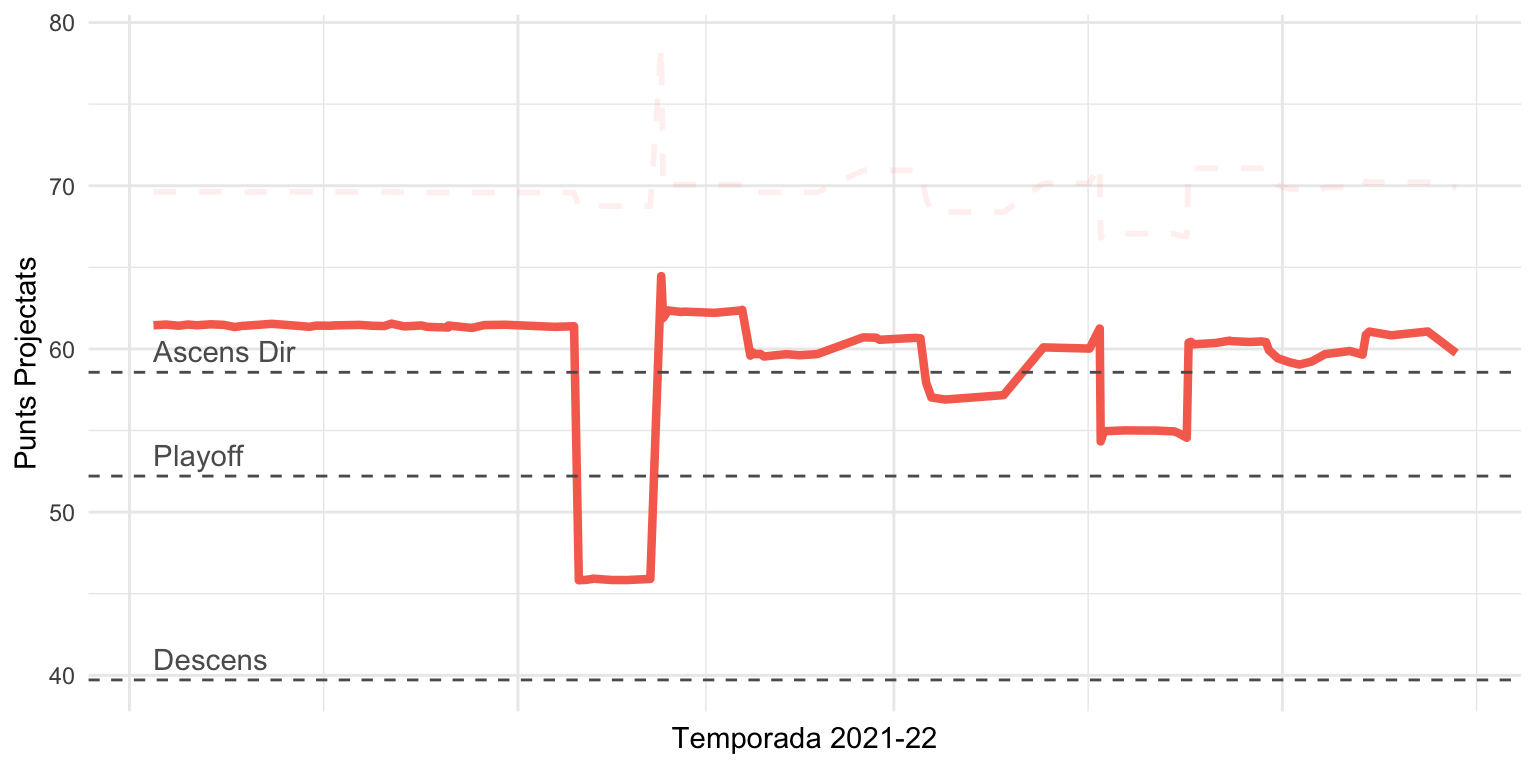 80
70
60
50
40
Punts Projectats
Ascens Dir
Playoff
Descens
Temporada 2021-22